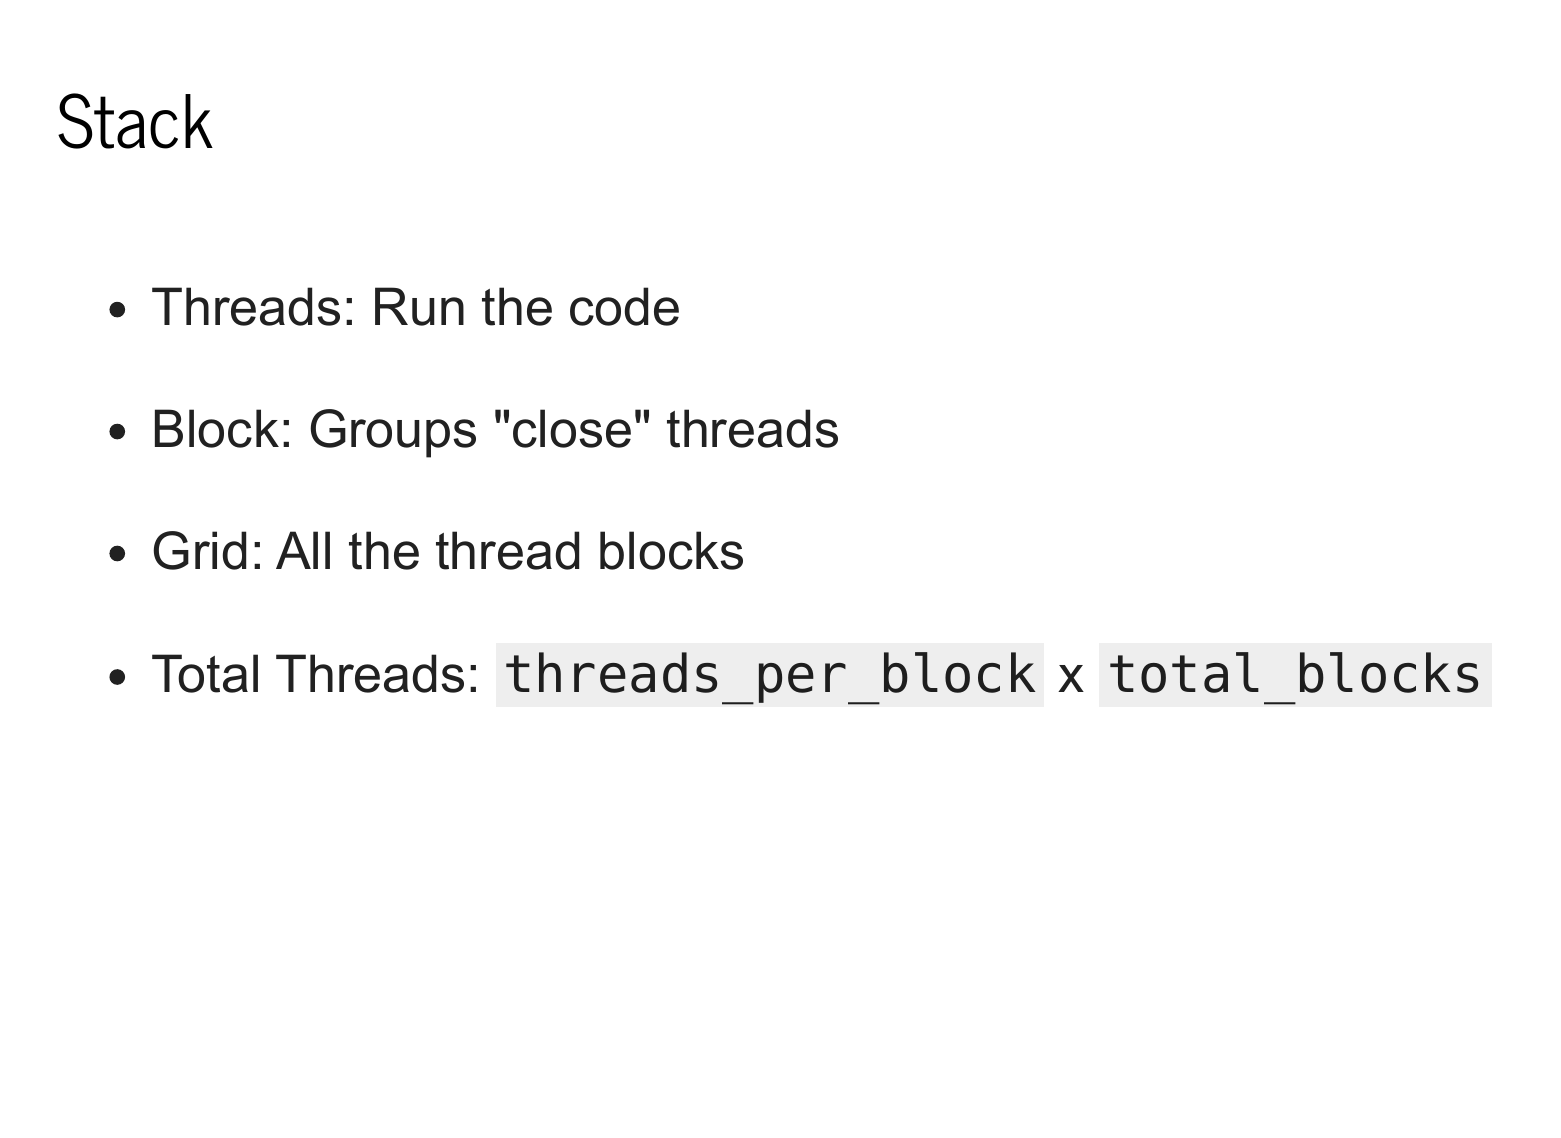 Stack
• Threads: Run the code
• Block: Groups "close" threads
• Grid: All the thread blocks
• Total Threads: threads_per_block x total_blocks